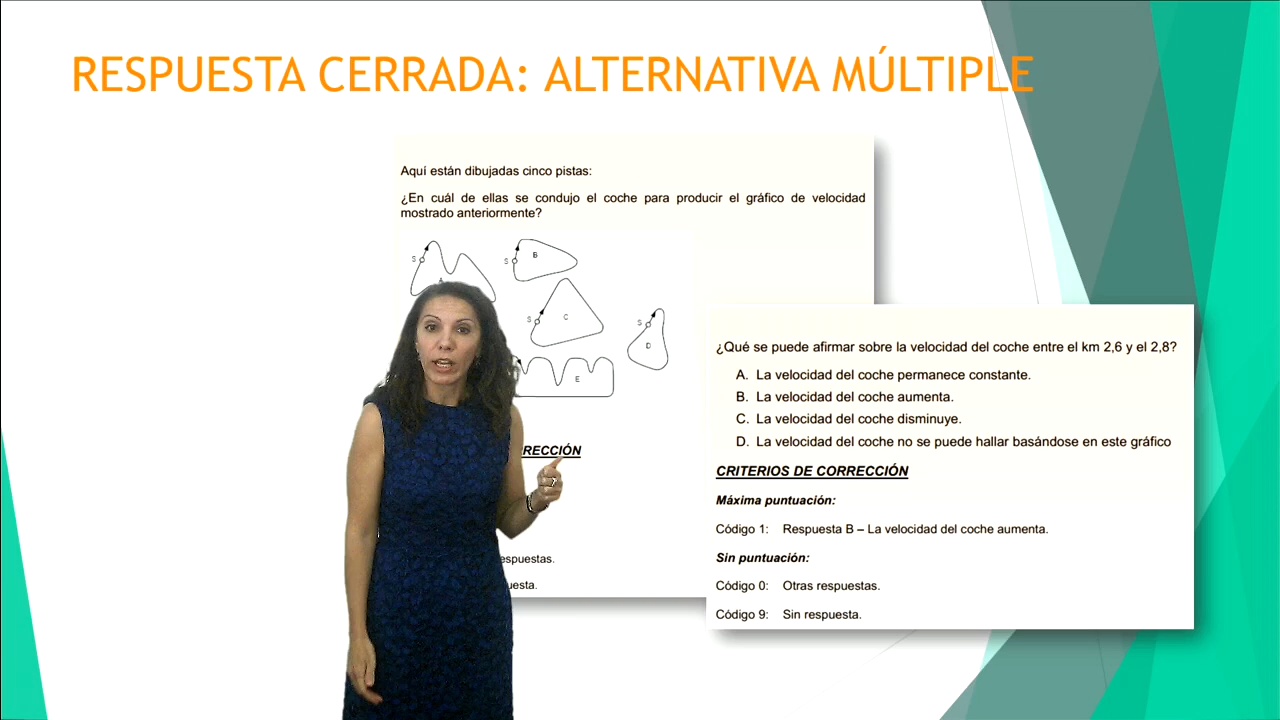 RESPUESTA CERRADA: ALTERNATIVA MÚLTIPLE
Aquí están dibujadas cinco pistas:
¿En cuál de ellas se condujo el coche para producir el gráfico de velocidad
mostrado anteriormente?
S
S
B
S
C
S
D
E
¿Qué se puede afirmar sobre la velocidad del coche entre el km 2,6 y el 2,8?
A. La velocidad del coche permanece constante.
B. La velocidad del coche aumenta.
C. La velocidad del coche disminuye.
D. La velocidad del coche no se puede hallar basándose en este gráfico
CRITERIOS DE CORRECCIÓN
Máxima puntuación:
Código 1: Respuesta B – La velocidad del coche aumenta.
Sin puntuación:
Código 0: Otras respuestas.
Código 9: Sin respuesta.